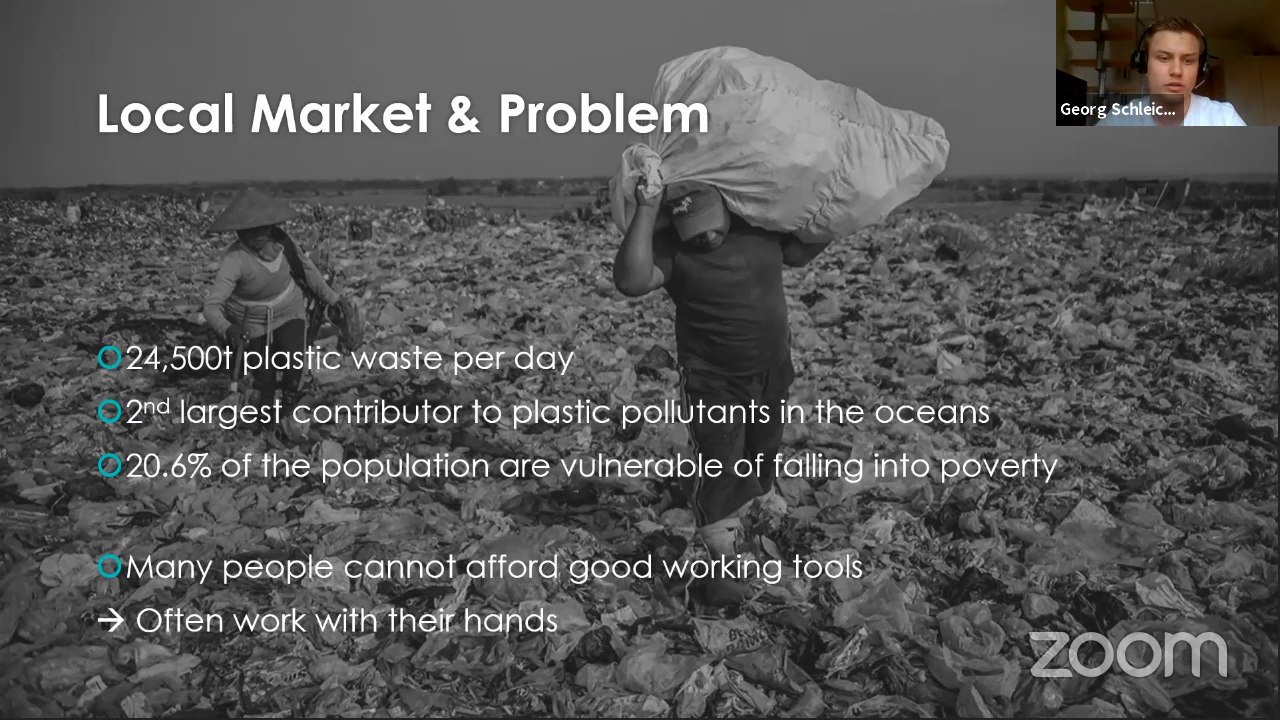 Local Market & Problem
Georg Schleic...
24,500t plastic waste per day
2nd largest contributor to plastic pollutants in the oceans
20.6% of the population are vulnerable of falling into poverty
Many people cannot afford good working tools
→ Often work with their hands
zoom